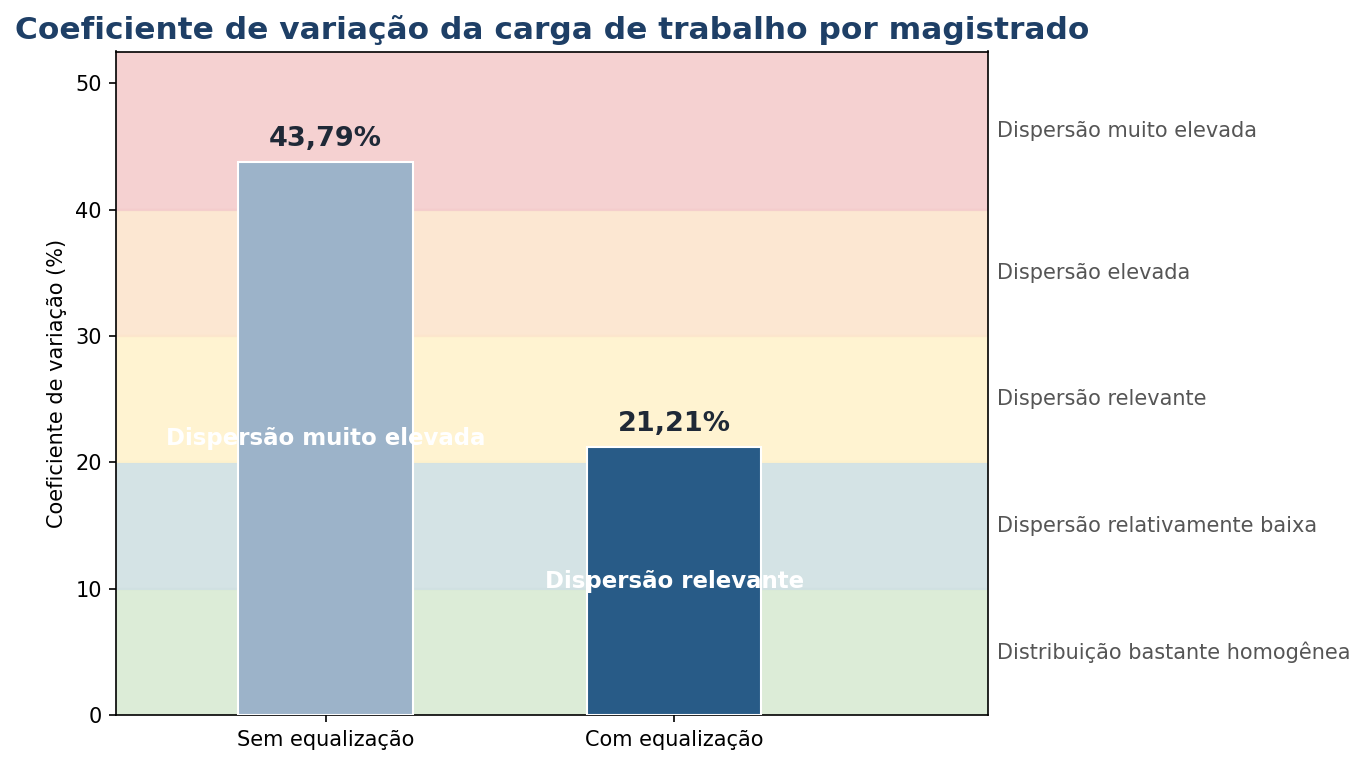 Coeficiente de variação da carga de trabalho por magistrado
Coeficiente de variação (%)
50
40
30
20
10
0
43,79%
Dispersão muito elevada
21,21%
Dispersão relevante
Sem equalização
Com equalização
Dispersão muito elevada
Dispersão elevada
Dispersão relevante
Dispersão relativamente baixa
Distribuição bastante homogênea